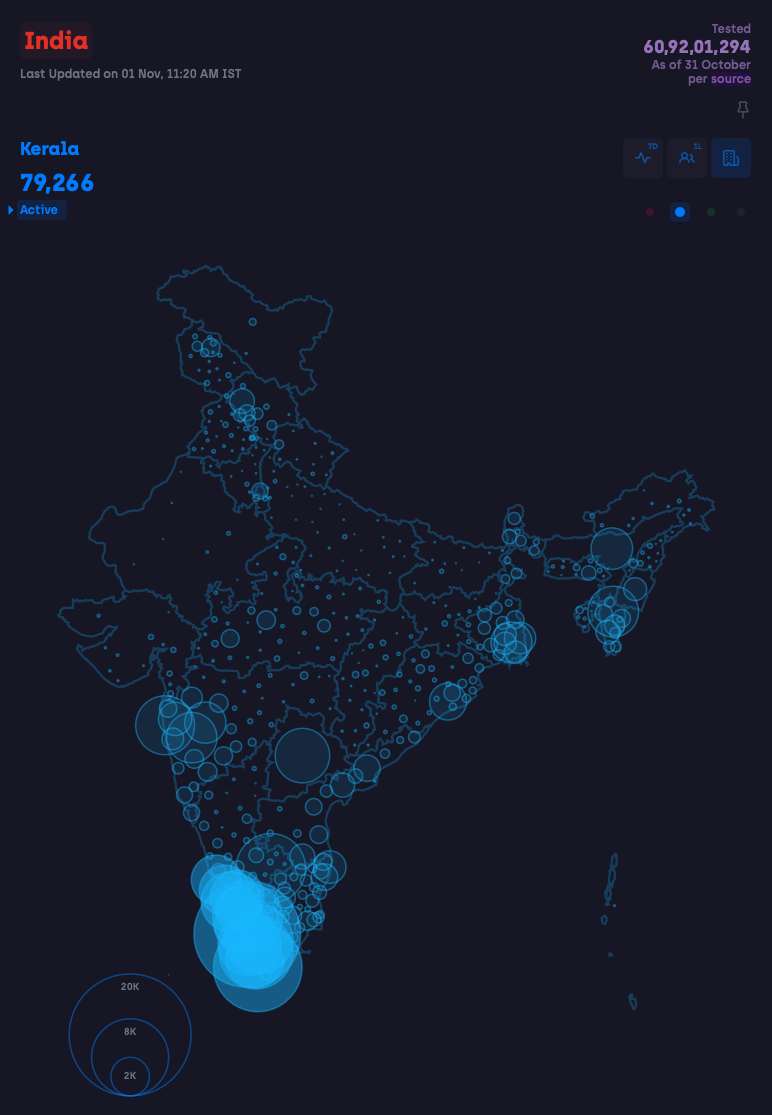 India
Tested
60,92,01,294
Last Updated on 01 Nov, 11:20 AM IST
As of 31 October
per source
Kerala
7D
1L
79,266
Active
20K
8K
2K